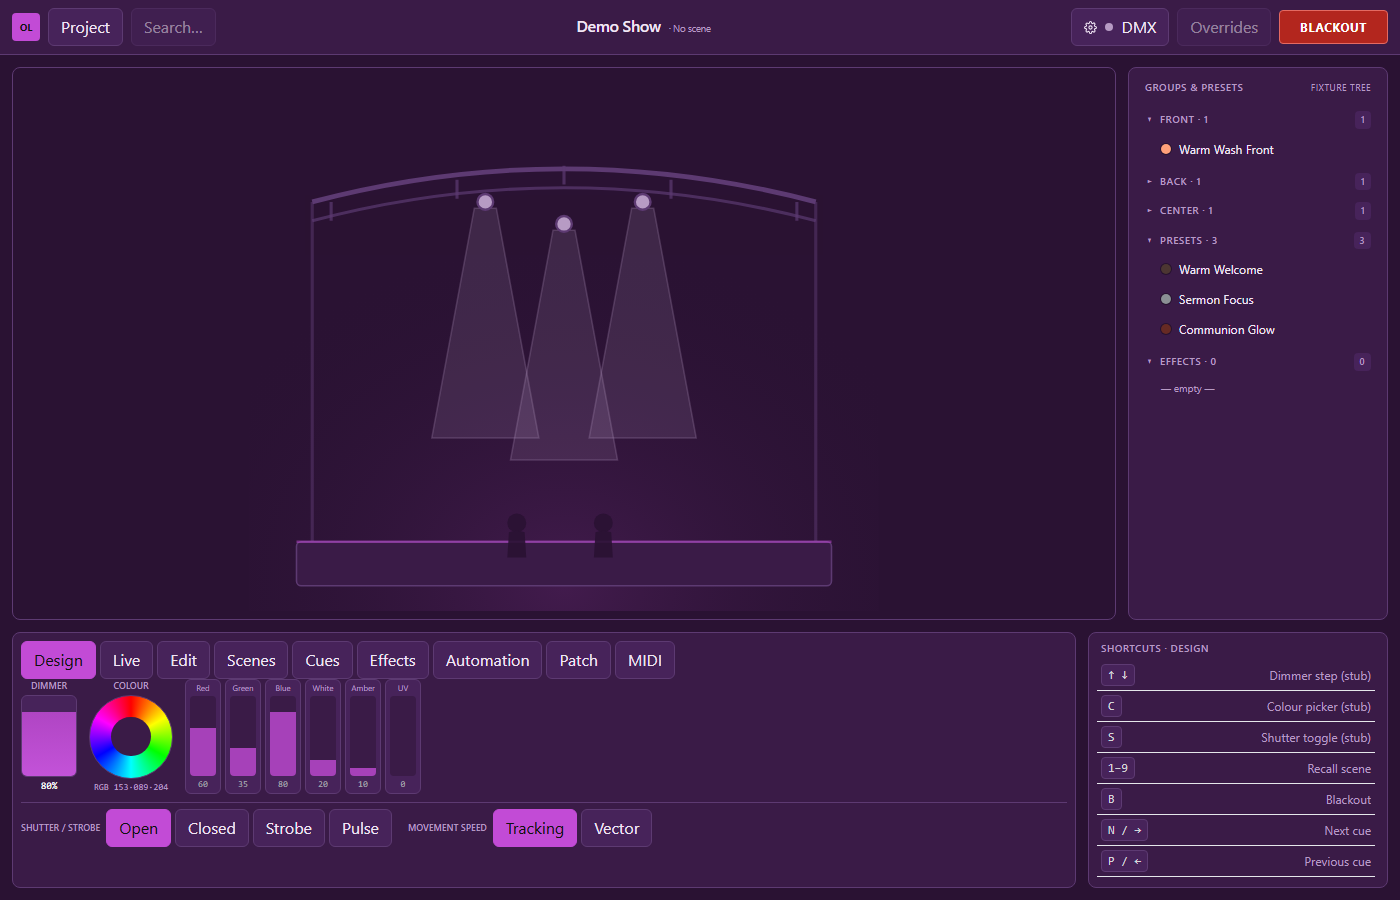 OL Project Search... Demo Show · No scene DMX Overrides BLACKOUT
GROUPS & PRESETS FIXTURE TREE
FRONT · 1 1
Warm Wash Front
BACK · 1 1
CENTER · 1 1
PRESETS · 3 3
Warm Welcome
Sermon Focus
Communion Glow
EFFECTS · 0 0
— empty —
Design Live Edit Scenes Cues Effects Automation Patch MIDI
DIMMER COLOUR Red Green Blue White Amber UV
80% RGB 153·089·204 60 35 80 20 10 0
SHUTTER / STROBE Open Closed Strobe Pulse MOVEMENT SPEED Tracking Vector
SHORTCUTS · DESIGN
↑ ↓ Dimmer step (stub)
C Colour picker (stub)
S Shutter toggle (stub)
1–9 Recall scene
B Blackout
N / → Next cue
P / ← Previous cue